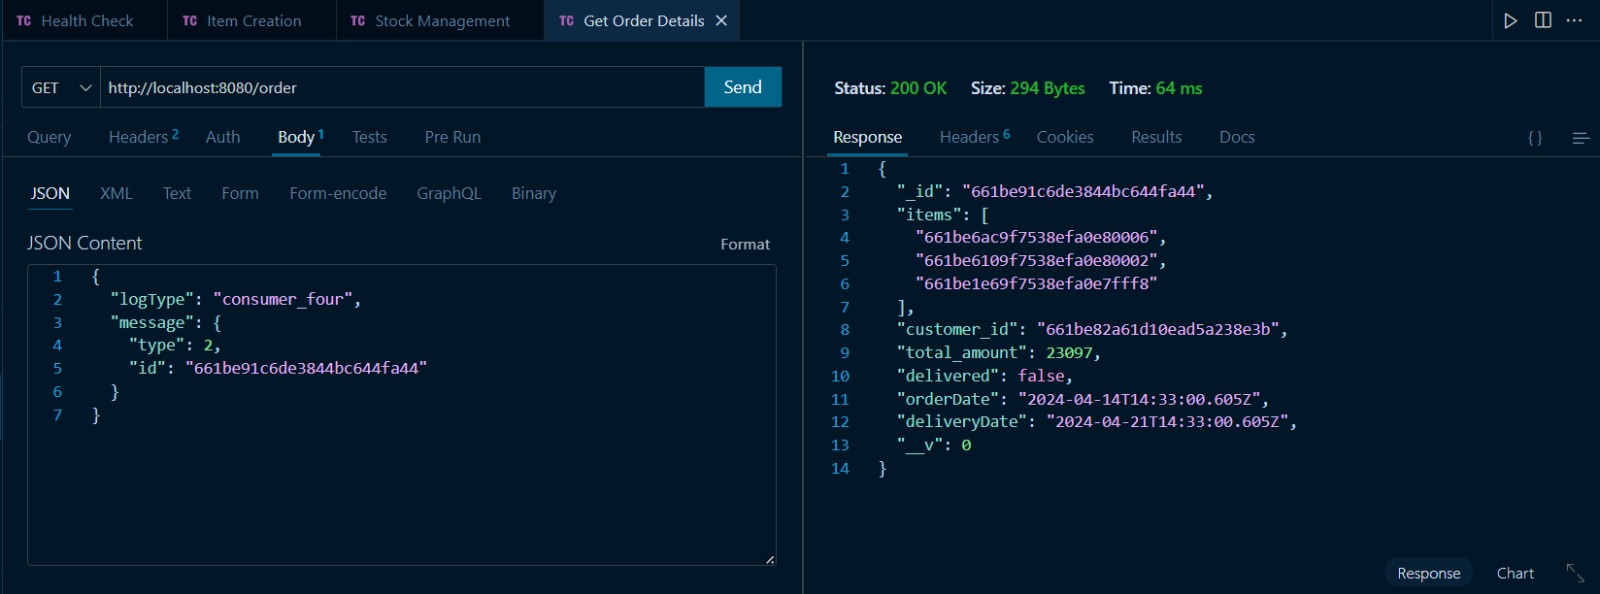 TC Health Check TC Item Creation TC Stock Management TC Get Order Details
GET http://localhost:8080/order Send
Query Headers 2 Auth Body 1 Tests Pre Run
JSON XML Text Form Form-encode GraphQL Binary
JSON Content Format
1 {
2 "logType": "consumer_four",
3 "message": {
4 "type": 2,
5 "id": "661be91c6de3844bc644fa44"
6 }
7 }
Status: 200 OK Size: 294 Bytes Time: 64 ms
Response Headers 6 Cookies Results Docs { }
1 {
2 "_id": "661be91c6de3844bc644fa44",
3 "items": [
4 "661be6ac9f7538efa0e80006",
5 "661be6109f7538efa0e80002",
6 "661be1e69f7538efa0e7fff8"
7 ],
8 "customer_id": "661be82a61d10ead5a238e3b",
9 "total_amount": 23097,
10 "delivered": false,
11 "orderDate": "2024-04-14T14:33:00.605Z",
12 "deliveryDate": "2024-04-21T14:33:00.605Z",
13 "__v": 0
14 }
Response Chart